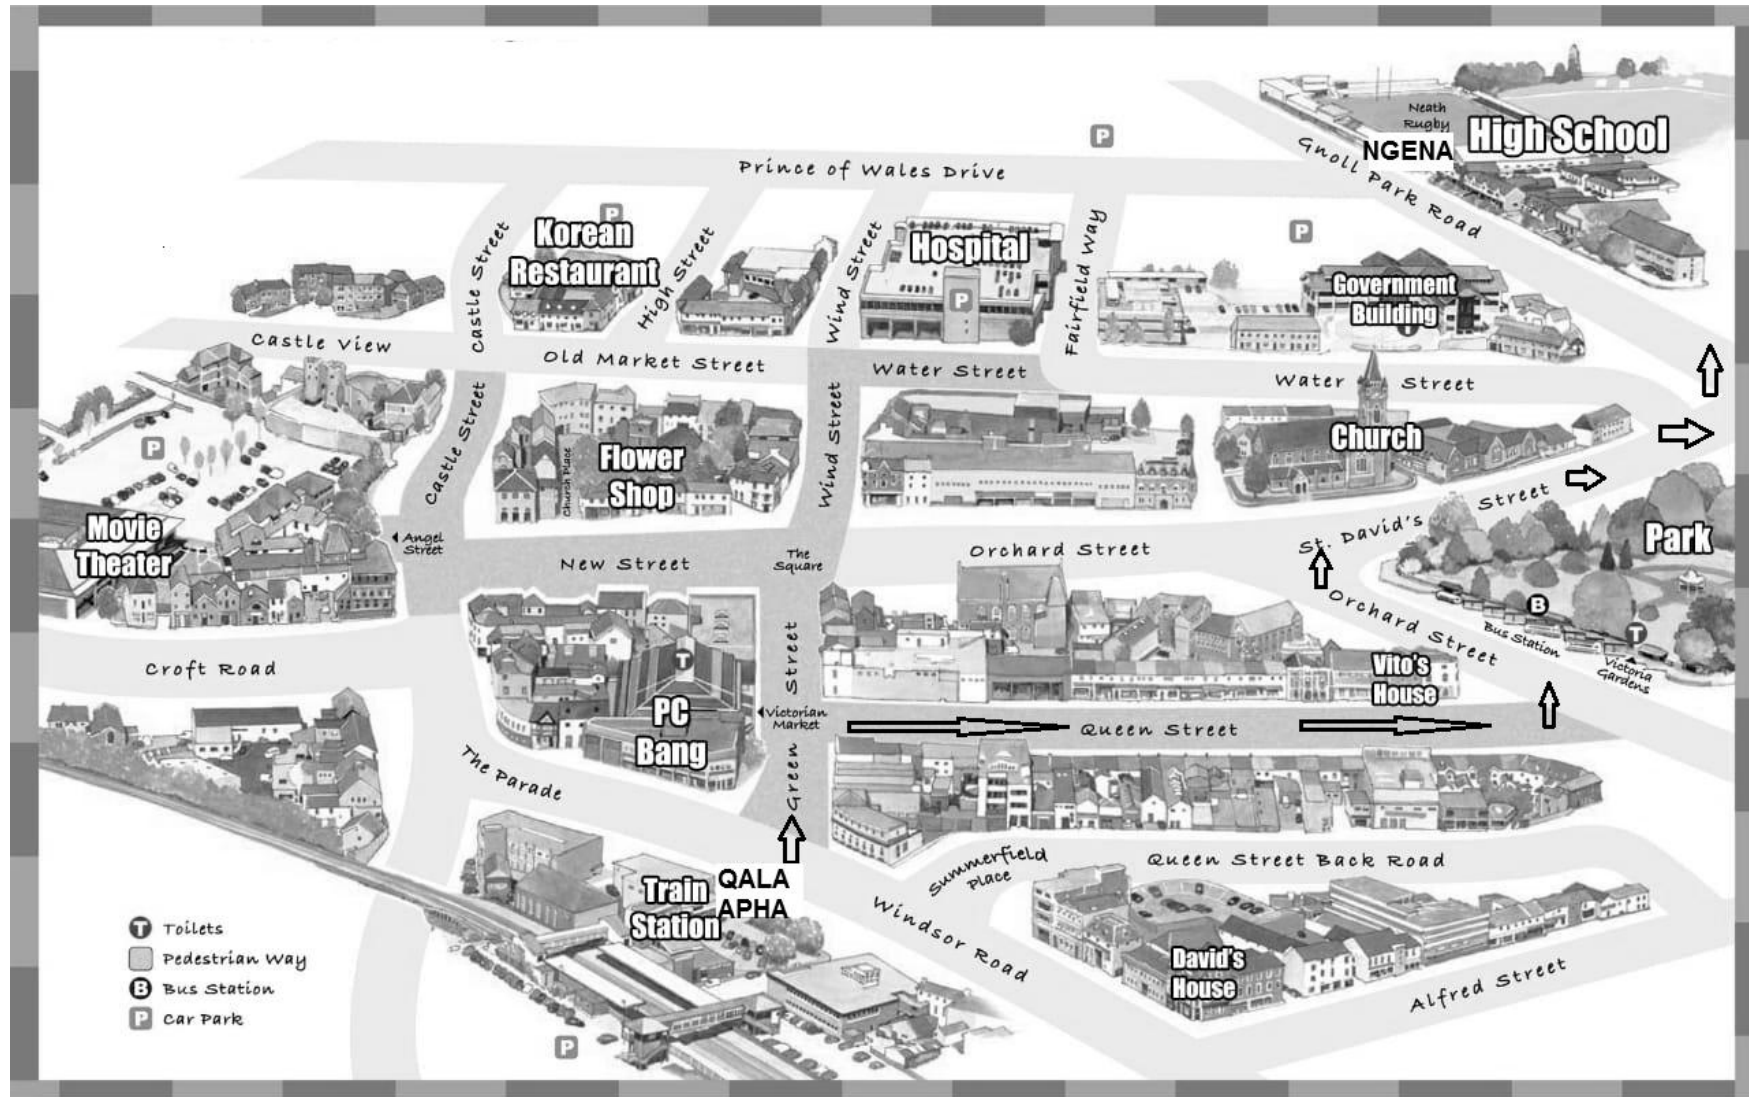 Neath
Rugby
High School
NGENA
Gnoll Park Road
P
Prince of Wales Drive
P
Korean
Restaurant
Castle Street
High Street
Wind Street
Hospital
P
Fairfield Way
P
Government
Building
T
Castle View
Old Market Street
Water Street
Water Street
P
Castle Street
Church Place
Flower
Shop
Wind Street
Church
Movie
Theater
Angel
Street
New Street
The
Square
Orchard Street
St. David's Street
Park
B
Bus Station
T
Victoria
Gardens
Orchard Street
Croft Road
T
PC
Bang
Green Street
Victorian
Market
Vito's
House
Queen Street
The Parade
Train
Station
QALA
APHA
Summerfield
Place
Queen Street Back Road
Windsor Road
David's
House
Alfred Street
T Toilets
Pedestrian Way
B Bus Station
P Car Park
P